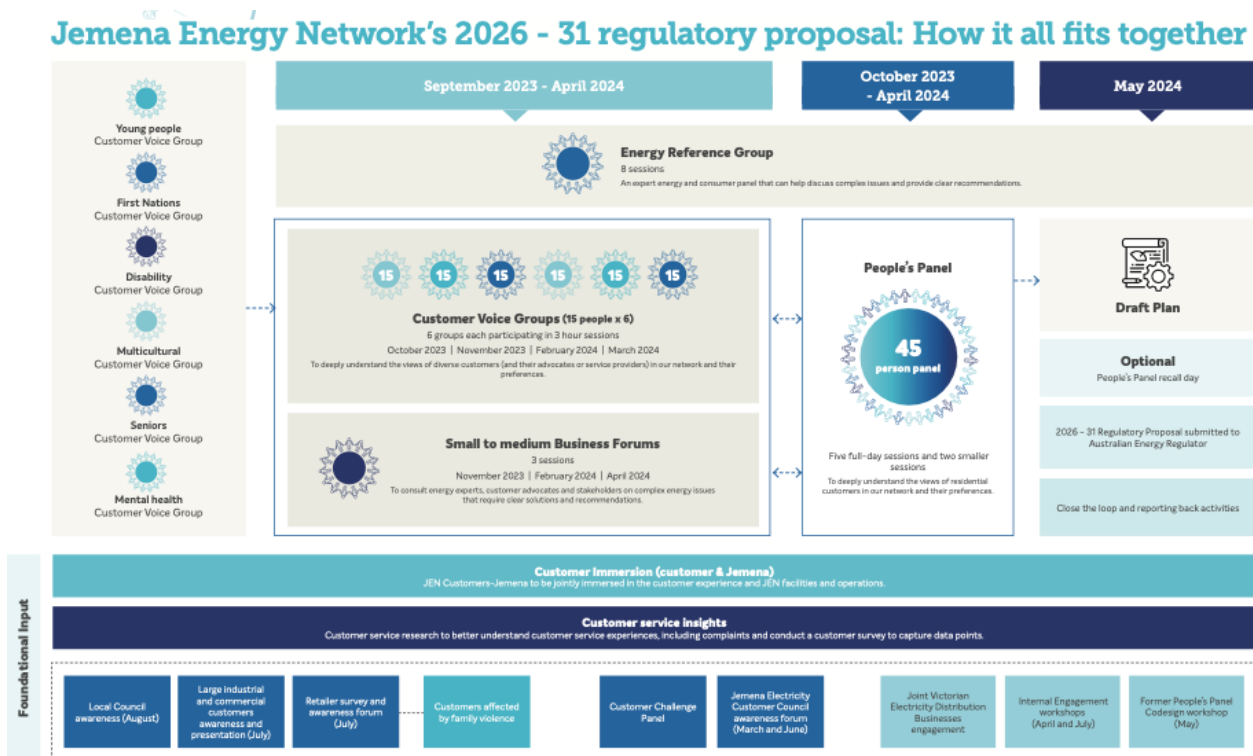 Jemena Energy Network's 2026 - 31 regulatory proposal: How it all fits together
September 2023 - April 2024
October 2023
- April 2024
May 2024
Young people
Customer Voice Group
First Nations
Customer Voice Group
Disability
Customer Voice Group
Multicultural
Customer Voice Group
Seniors
Customer Voice Group
Mental health
Customer Voice Group
Energy Reference Group
8 sessions
An expert energy and consumer panel that can help discuss complex issues and provide clear recommendations.
15 15 15 15 15 15
Customer Voice Groups (15 people x 6)
6 groups each participating in 3 hour sessions
October 2023 | November 2023 | February 2024 | March 2024
To deeply understand the views of diverse customers (and their advocates or service providers) in our network and their
preferences.
Small to medium Business Forums
3 sessions
November 2023 | February 2024 | April 2024
To consult energy experts, customer advocates and stakeholders on complex energy issues
that require clear solutions and recommendations.
People's Panel
45
person panel
Five full-day sessions and two smaller
sessions
To deeply understand the views of residential
customers in our network and their preferences.
Draft Plan
Optional
People's Panel recall day
2026 - 31 Regulatory Proposal submitted to
Australian Energy Regulator
Close the loop and reporting back activities
Foundational Input
Customer Immersion (customer & Jemena)
JEN Customers-Jemena to be jointly immersed in the customer experience and JEN facilities and operations.
Customer service insights
Customer service research to better understand customer service experiences, including complaints and conduct a customer survey to capture data points.
Local Council
awareness (August)
Large industrial
and commercial
customers
awareness and
presentation (July)
Retailer survey and
awareness forum
(July)
Customers affected
by family violence
Customer Challenge
Panel
Jemena Electricity
Customer Council
awareness forum
(March and June)
Joint Victorian
Electricity Distribution
Businesses
engagement
Internal Engagement
workshops
(April and July)
Former People's Panel
Codesign workshop
(May)